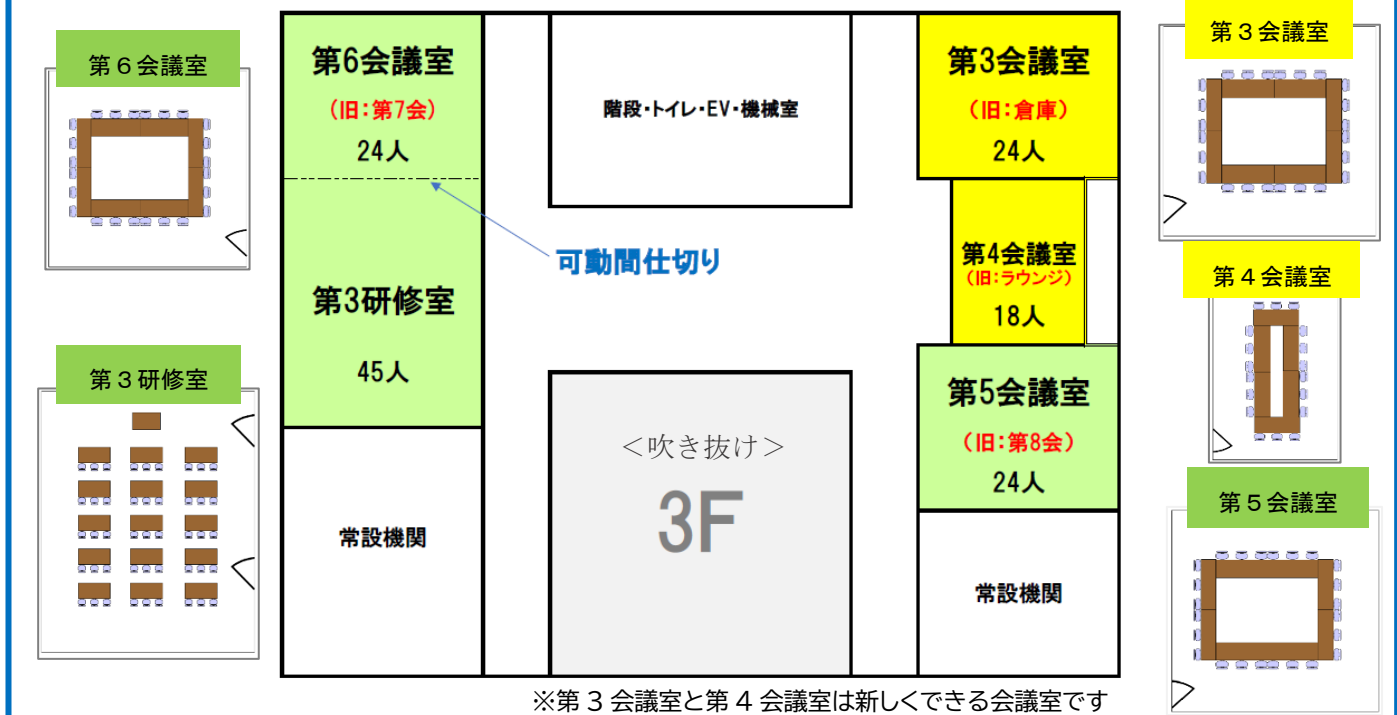 第６会議室
第３研修室
第6会議室
(旧:第7会)
24人
第3研修室
45人
常設機関
階段・トイレ・EV・機械室
可動間仕切り
＜吹き抜け＞
3F
第3会議室
(旧:倉庫)
24人
第4会議室
(旧:ラウンジ)
18人
第5会議室
(旧:第8会)
24人
常設機関
第３会議室
第４会議室
第５会議室
※第３会議室と第４会議室は新しくできる会議室です